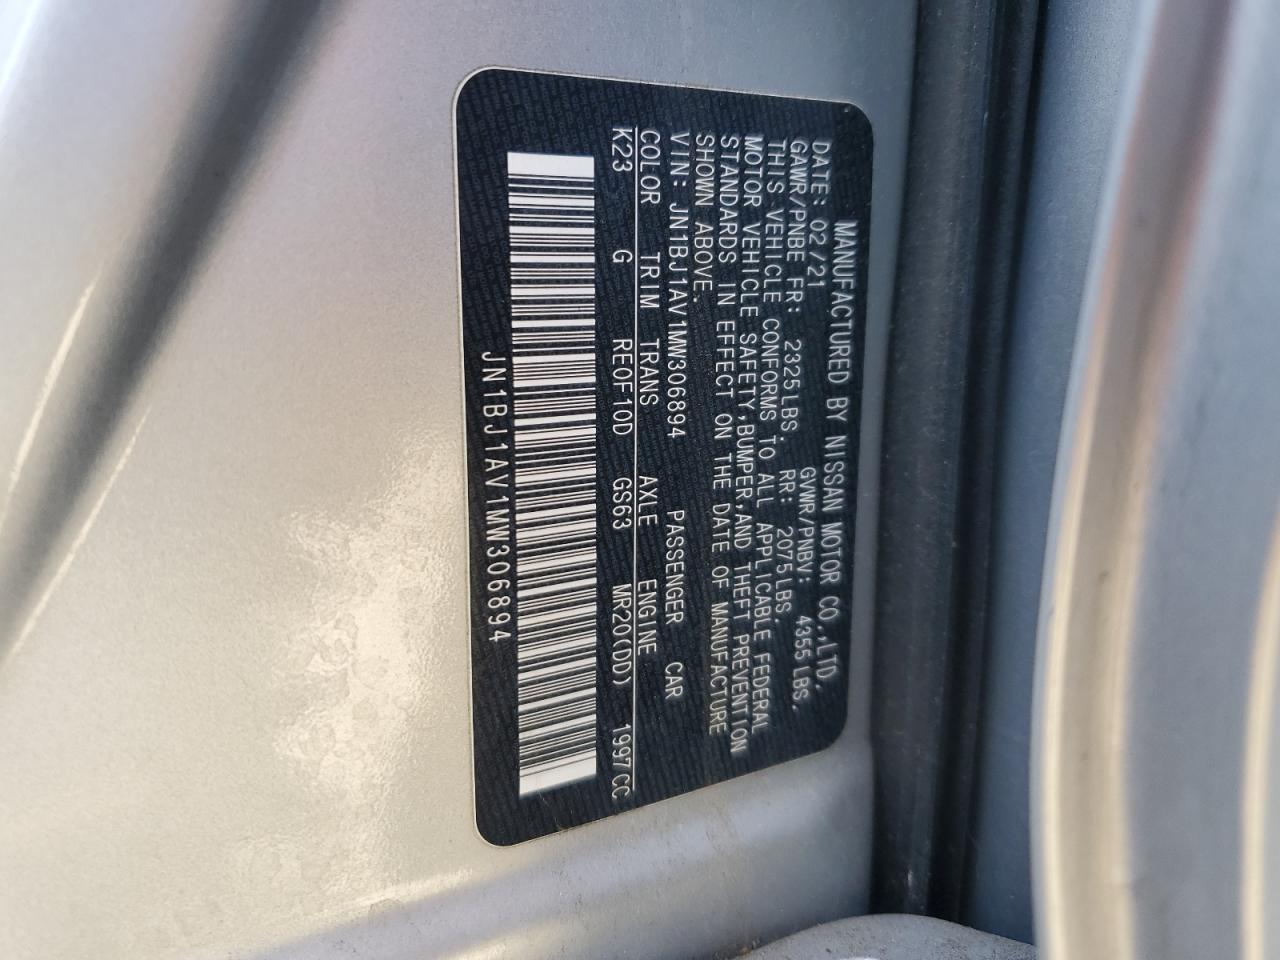 MANUFACTURED BY NISSAN MOTOR CO.,LTD.
DATE: 02/21 GVWR/PNBV: 4355LBS.
GAWR/PNBE FR: 2325LBS. RR: 2075LBS.
THIS VEHICLE CONFORMS TO ALL APPLICABLE FEDERAL
MOTOR VEHICLE SAFETY,BUMPER,AND THEFT PREVENTION
STANDARDS IN EFFECT ON THE DATE OF MANUFACTURE
SHOWN ABOVE.
VIN: JN1BJ1AV1MW306894 PASSENGER CAR
COLOR TRIM TRANS AXLE ENGINE
K23 G RE0F10D GS63 MR20(DD) 1997CC
JN1BJ1AV1MW306894